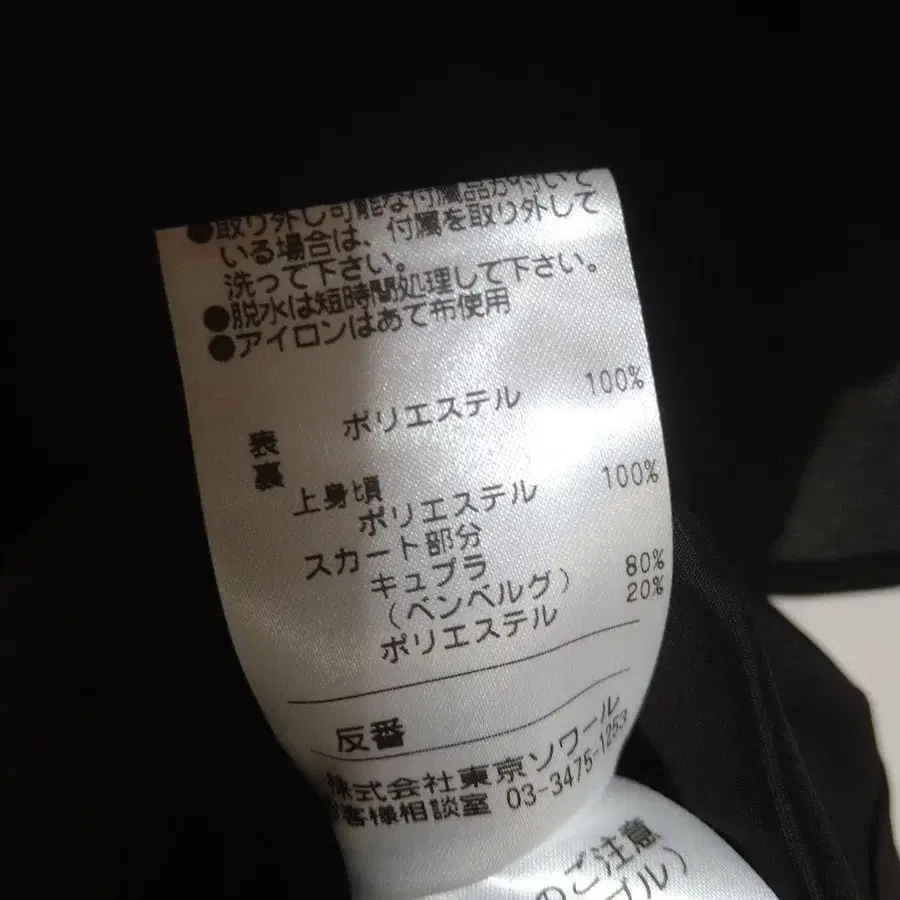 ●取り外し可能な付属品が付いて
いる場合は、付属を取り外して
洗って下さい。
●脱水は短時間処理して下さい。
●アイロンはあて布使用
表 ポリエステル 100%
裏
上身頃
ポリエステル 100%
スカート部分
キュプラ 80%
(ベンベルグ)
ポリエステル 20%
反番
株式会社東京ソワール
お客様相談室 03-3475-1253
のご注意
ブル)